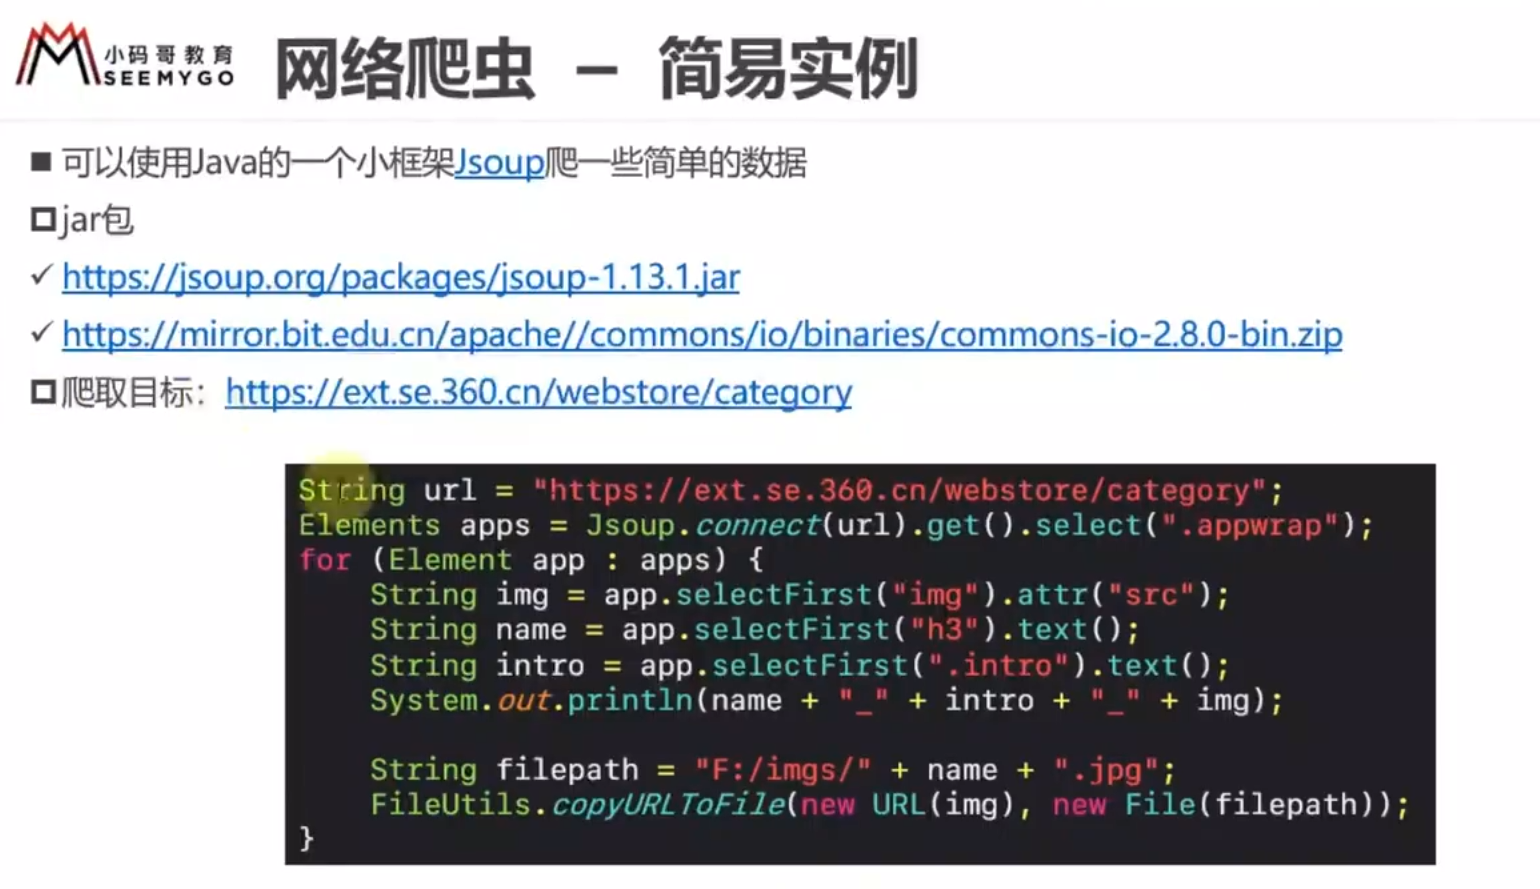 小码哥教育
SEEMYGO
网络爬虫 – 简易实例
可以使用Java的一个小框架Jsoup爬一些简单的数据
jar包
https://jsoup.org/packages/jsoup-1.13.1.jar
https://mirror.bit.edu.cn/apache//commons/io/binaries/commons-io-2.8.0-bin.zip
爬取目标：https://ext.se.360.cn/webstore/category
String url = "https://ext.se.360.cn/webstore/category";
Elements apps = Jsoup.connect(url).get().select(".appwrap");
for (Element app : apps) {
    String img = app.selectFirst("img").attr("src");
    String name = app.selectFirst("h3").text();
    String intro = app.selectFirst(".intro").text();
    System.out.println(name + "_" + intro + "_" + img);
    String filepath = "F:/imgs/" + name + ".jpg";
    FileUtils.copyURLToFile(new URL(img), new File(filepath));
}